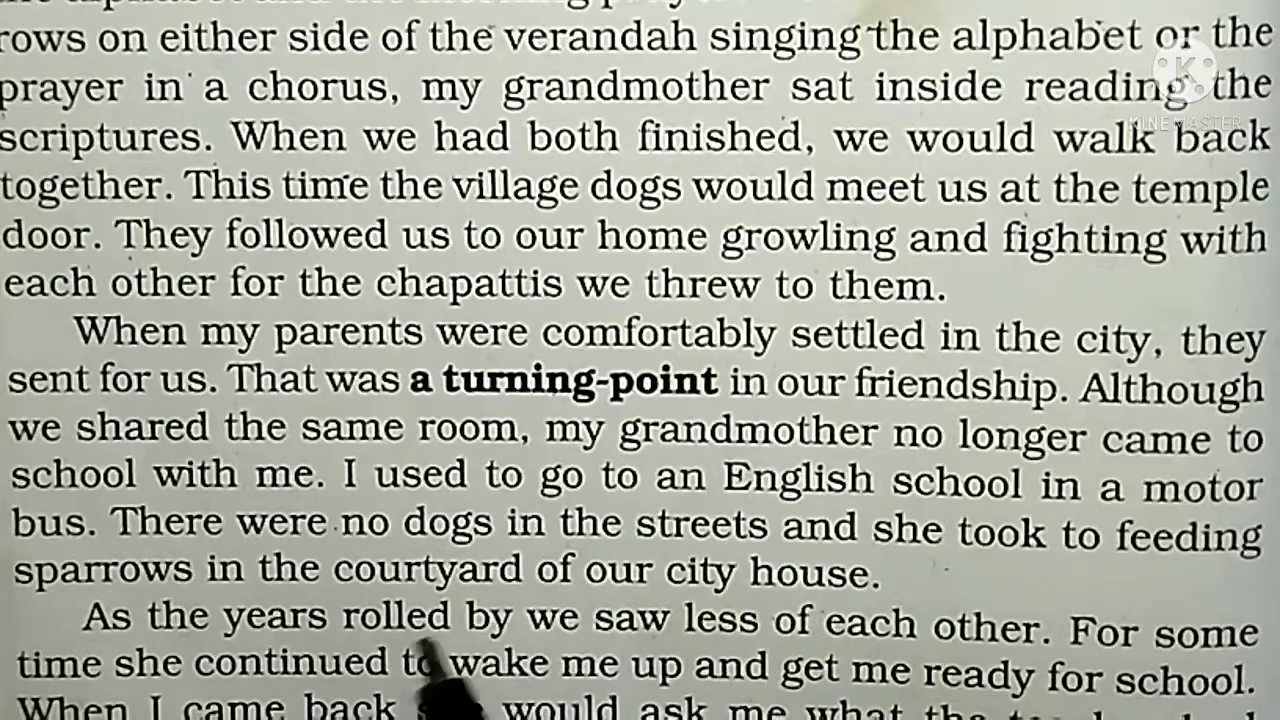 rows on either side of the verandah singing the alphabet or the
prayer in a chorus, my grandmother sat inside reading the
scriptures. When we had both finished, we would walk back
together. This time the village dogs would meet us at the temple
door. They followed us to our home growling and fighting with
each other for the chapattis we threw to them.
When my parents were comfortably settled in the city, they
sent for us. That was a turning-point in our friendship. Although
we shared the same room, my grandmother no longer came to
school with me. I used to go to an English school in a motor
bus. There were no dogs in the streets and she took to feeding
sparrows in the courtyard of our city house.
As the years rolled by we saw less of each other. For some
time she continued to wake me up and get me ready for school.
When I came back would ask me what the
KINEMASTER